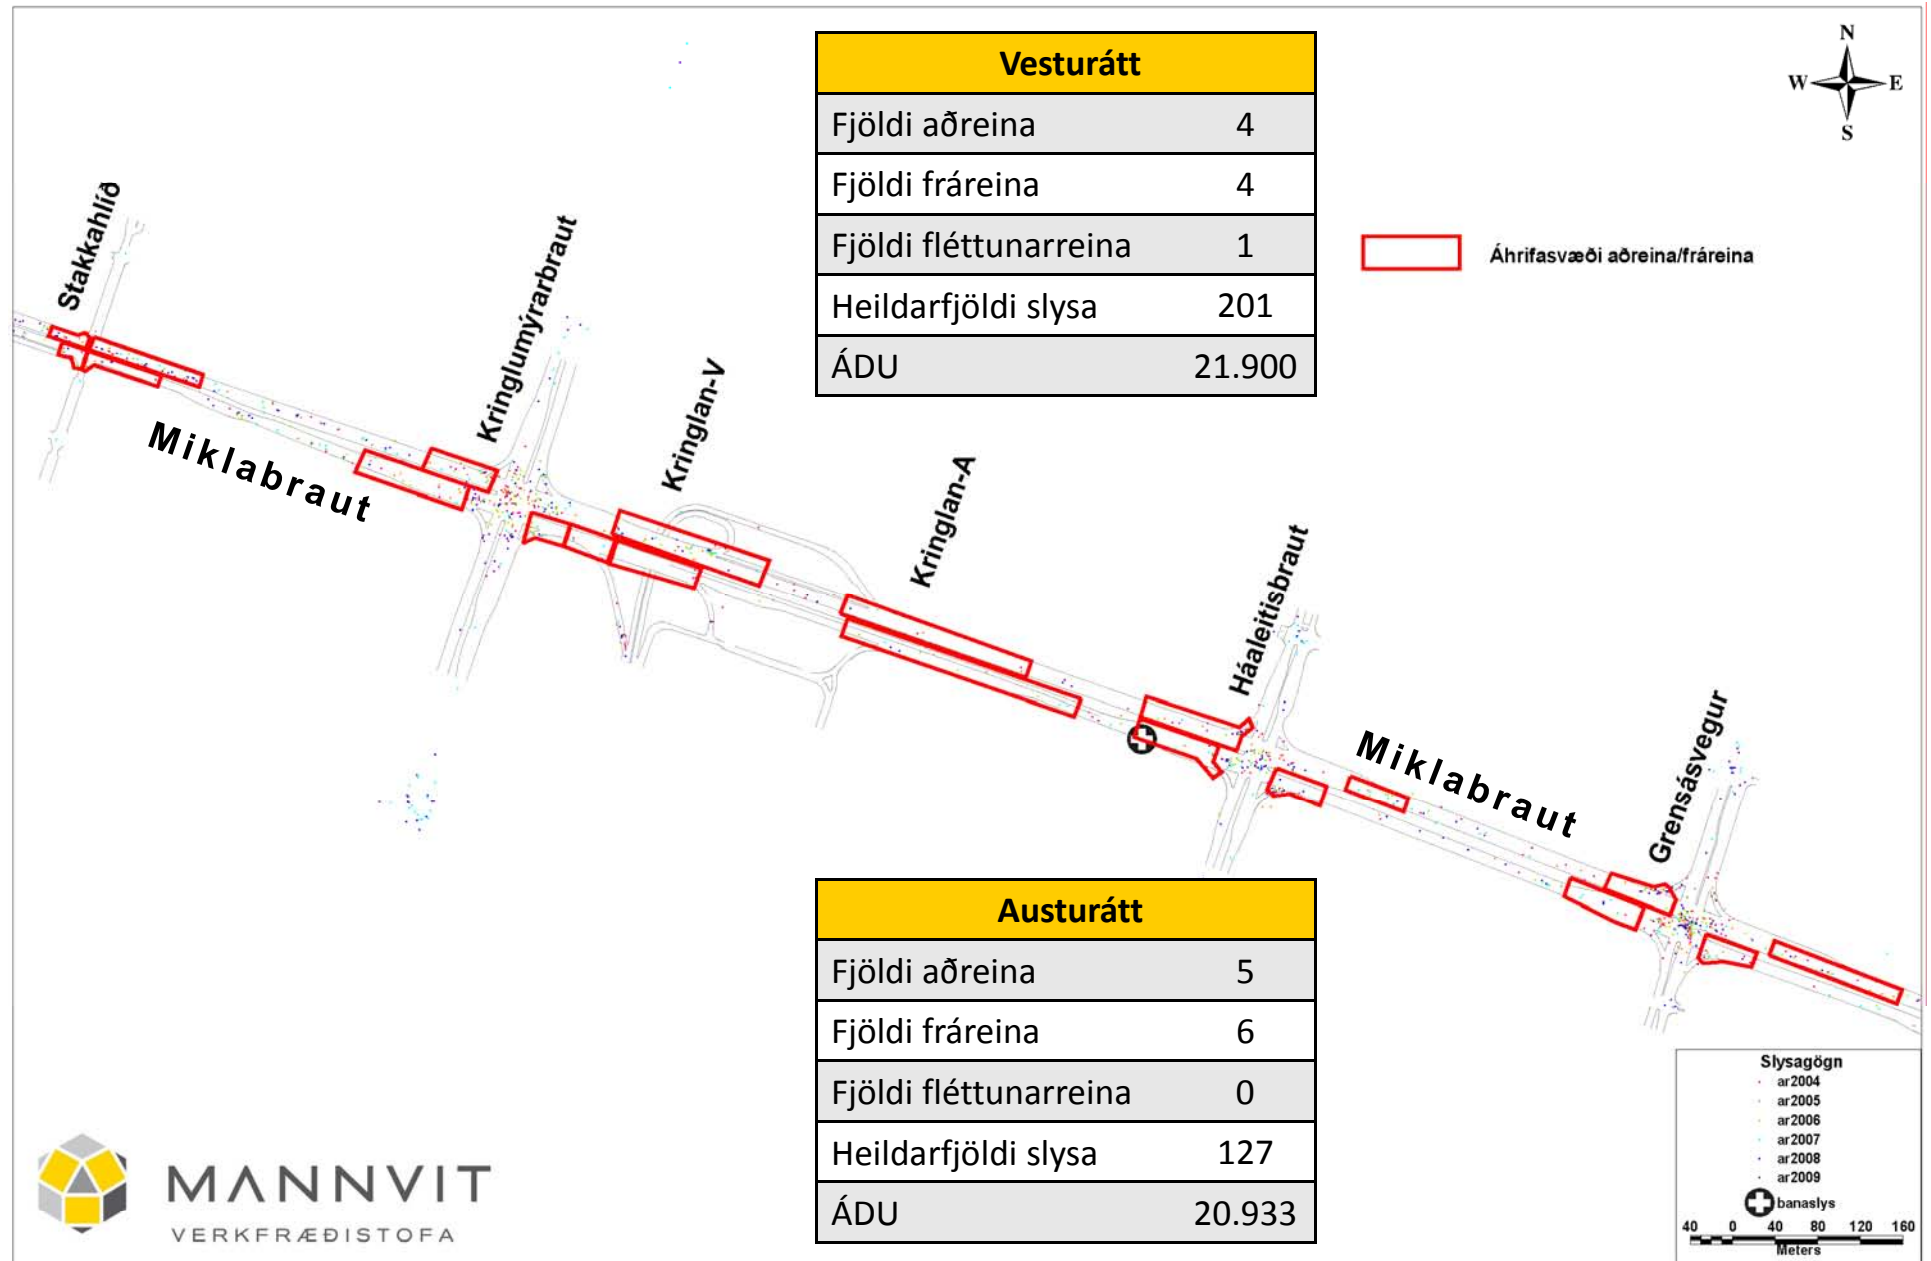 N
W E
S
Vesturátt
Fjöldi aðreina 4
Fjöldi fráreina 4
Fjöldi fléttunarreina 1
Heildarfjöldi slysa 201
ÁDU 21.900
Áhrifasvæði aðreina/fráreina
Stakkahlíð
Kringlumýrarbraut
Kringlan-V
Kringlan-A
Háaleitisbraut
Grensásvegur
Miklabraut
Miklabraut
Austurátt
Fjöldi aðreina 5
Fjöldi fráreina 6
Fjöldi fléttunarreina 0
Heildarfjöldi slysa 127
ÁDU 20.933
MANNVIT
VERKFRÆÐISTOFA
Slysagögn
ar2004
ar2005
ar2006
ar2007
ar2008
ar2009
banaslys
40 0 40 80 120 160
Meters